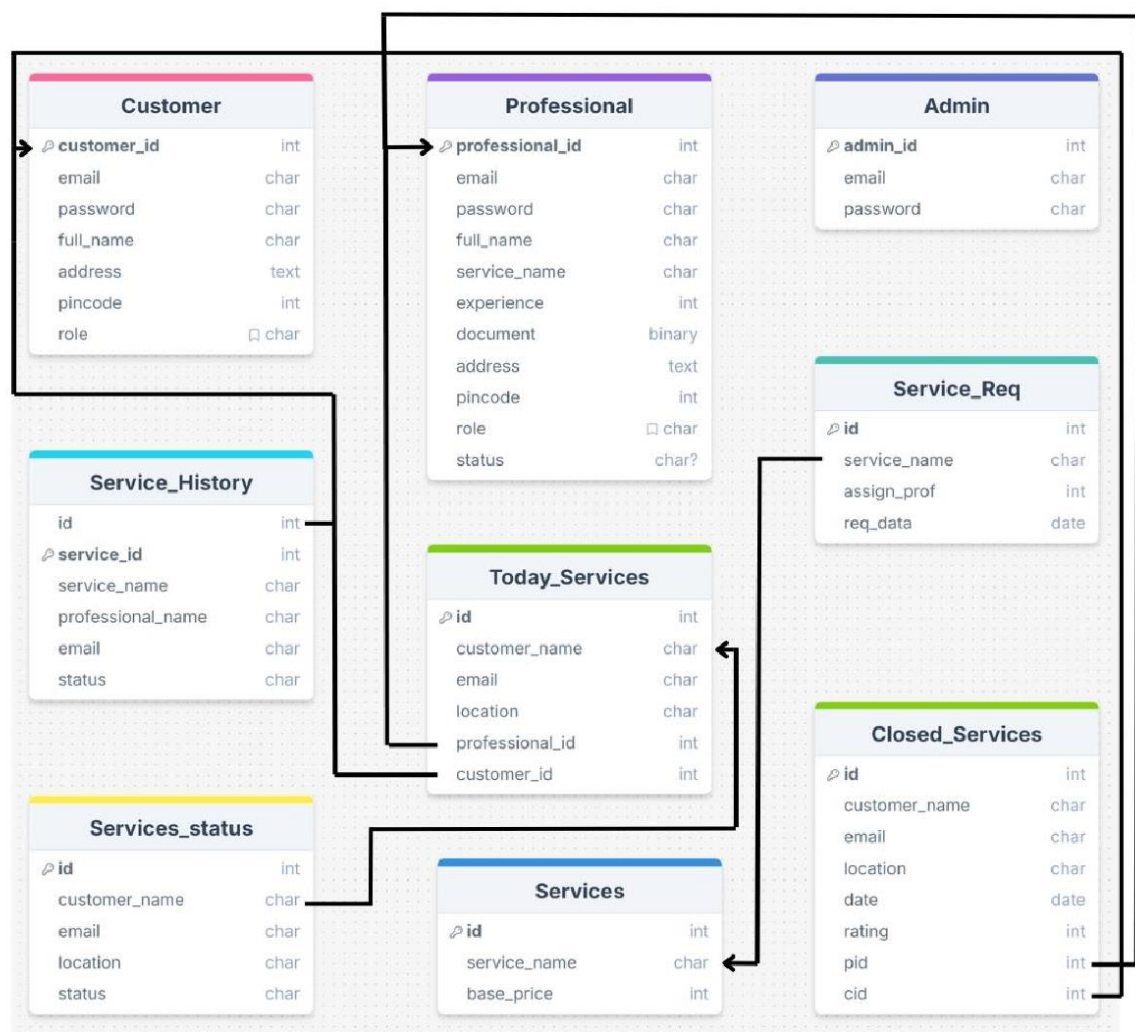 Customer
customer_id int
email char
password char
full_name char
address text
pincode int
role char
Professional
professional_id int
email char
password char
full_name char
service_name char
experience int
document binary
address text
pincode int
role char
status char?
Admin
admin_id int
email char
password char
Service_Req
id int
service_name char
assign_prof int
req_data date
Service_History
id int
service_id int
service_name char
professional_name char
email char
status char
Today_Services
id int
customer_name char
email char
location char
professional_id int
customer_id int
Closed_Services
id int
customer_name char
email char
location char
date date
rating int
pid int
cid int
Services_status
id int
customer_name char
email char
location char
status char
Services
id int
service_name char
base_price int